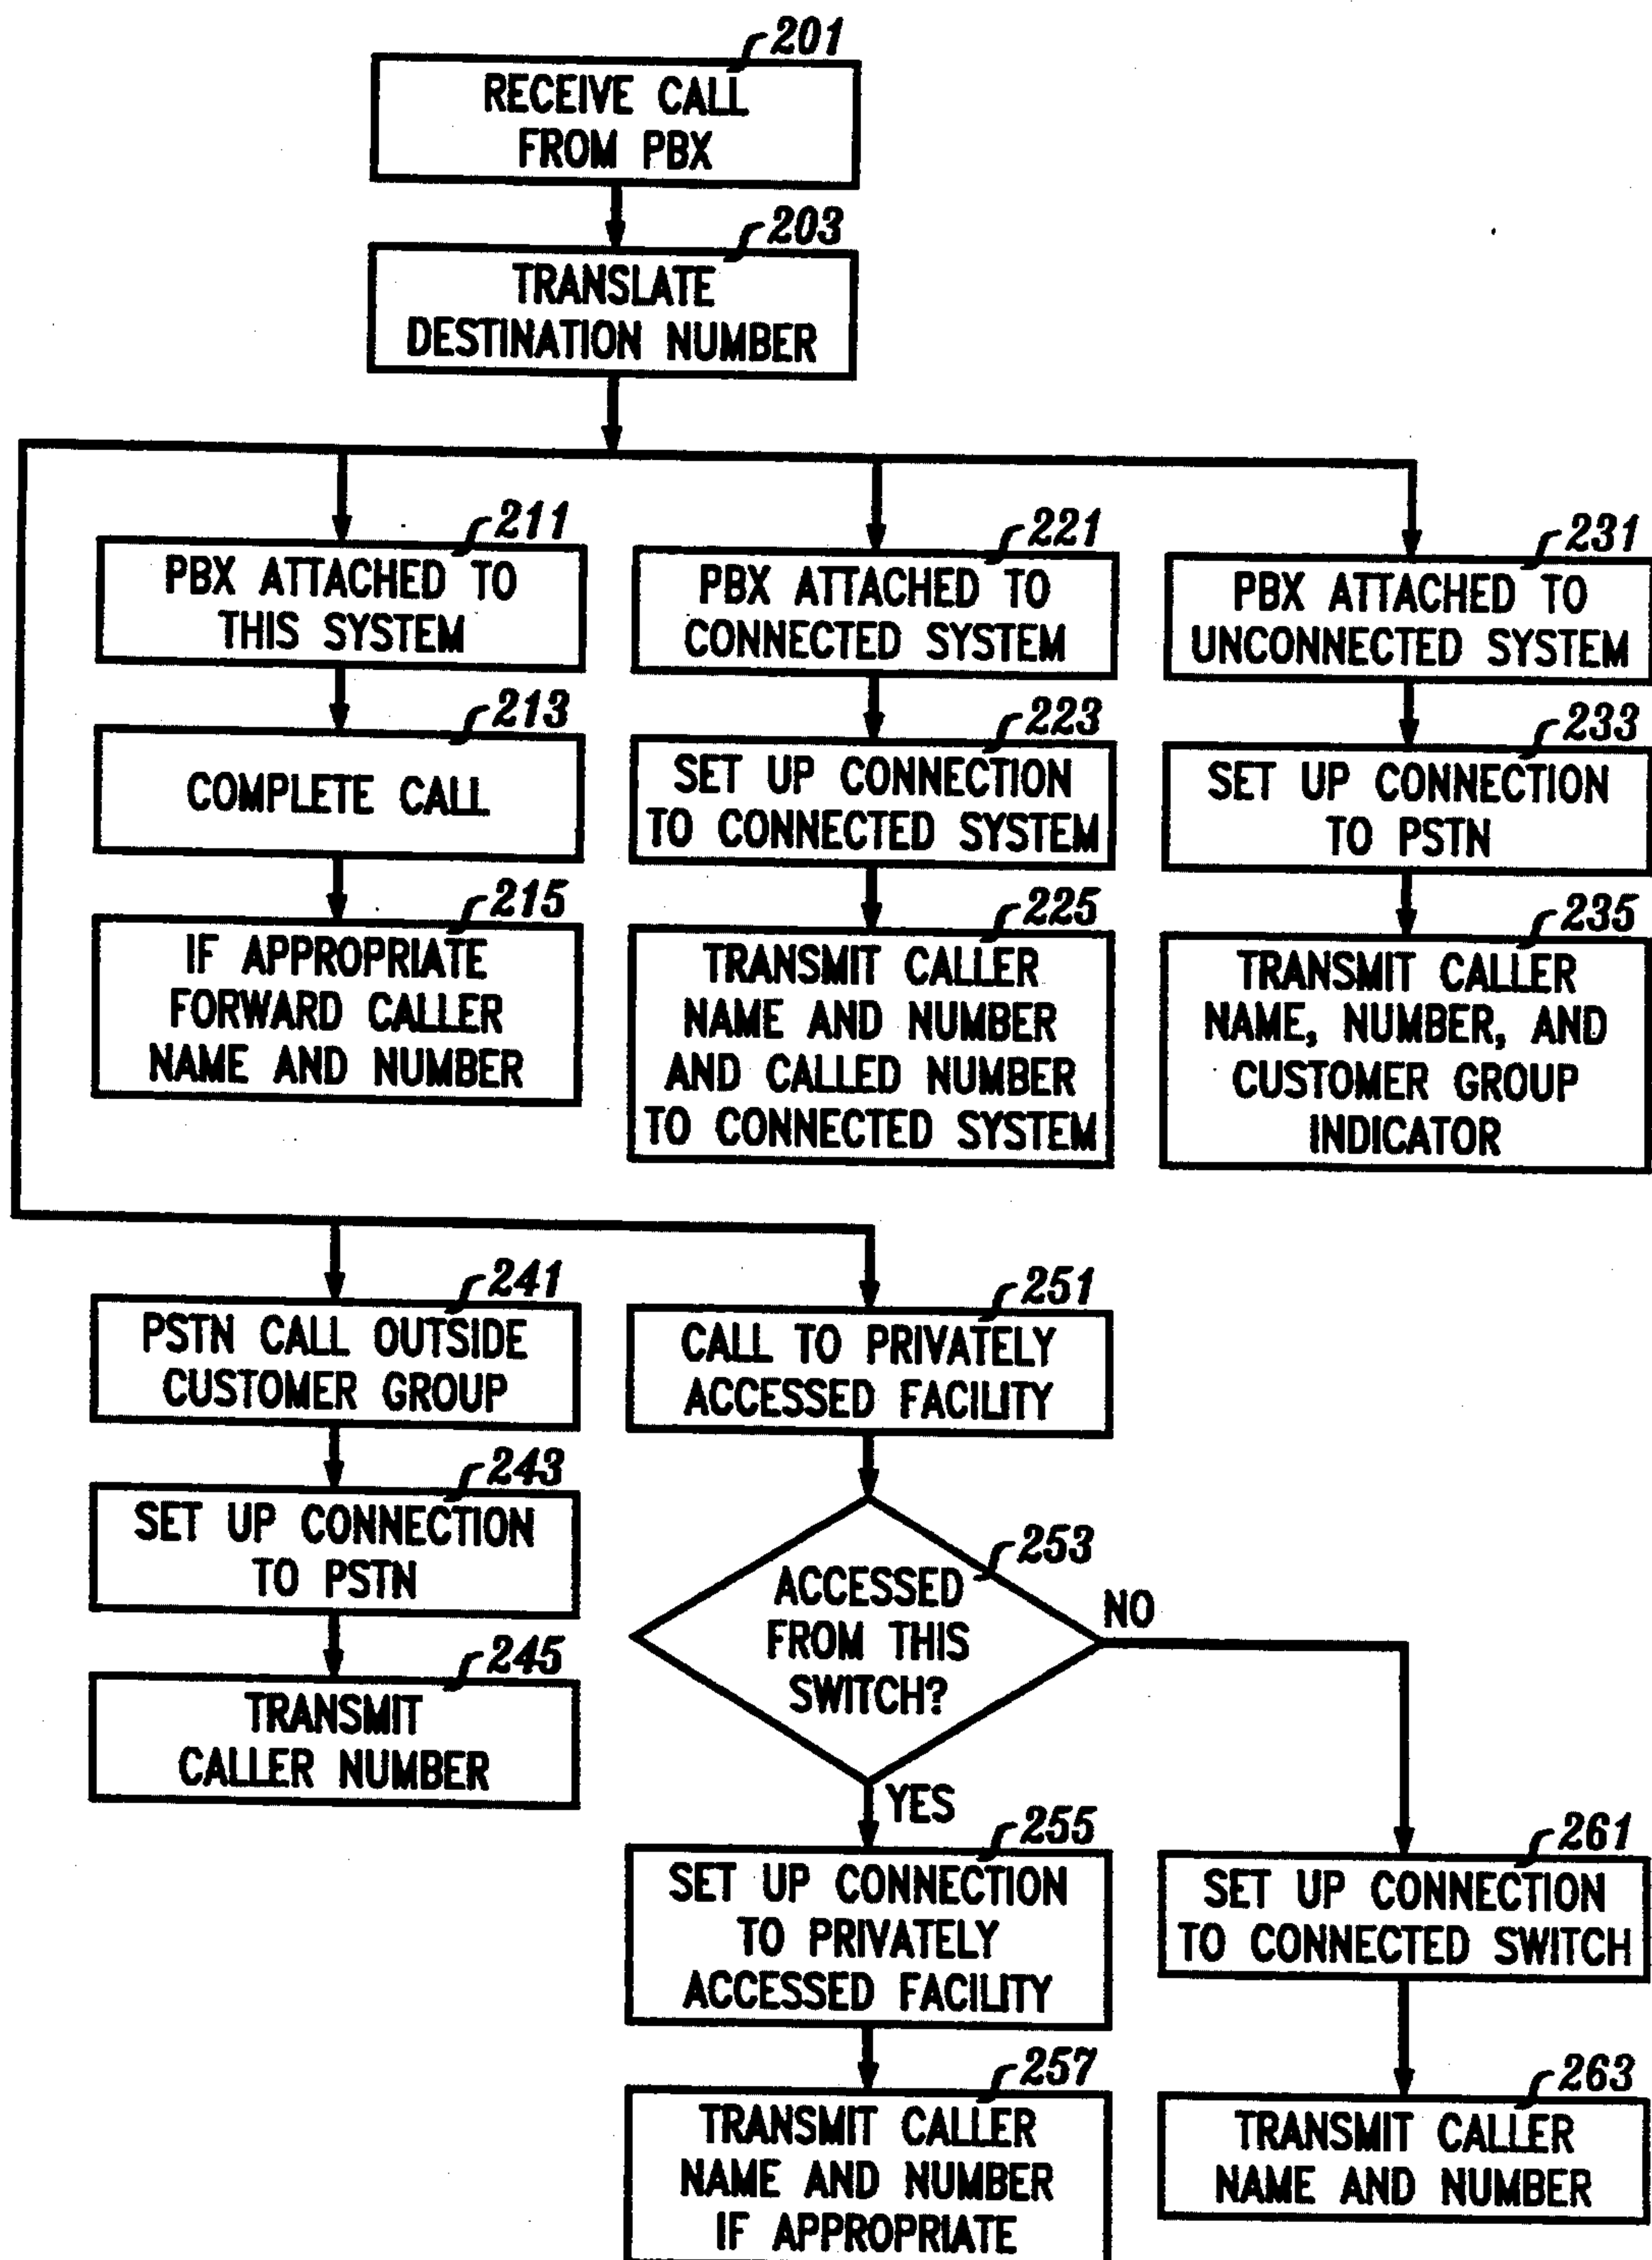 201
RECEIVE CALL
FROM PBX
203
TRANSLATE
DESTINATION NUMBER
211
PBX ATTACHED TO
THIS SYSTEM
213
COMPLETE CALL
215
IF APPROPRIATE
FORWARD CALLER
NAME AND NUMBER
221
PBX ATTACHED TO
CONNECTED SYSTEM
223
SET UP CONNECTION
TO CONNECTED SYSTEM
225
TRANSMIT CALLER
NAME AND NUMBER
AND CALLED NUMBER
TO CONNECTED SYSTEM
231
PBX ATTACHED TO
UNCONNECTED SYSTEM
233
SET UP CONNECTION
TO PSTN
235
TRANSMIT CALLER
NAME, NUMBER, AND
CUSTOMER GROUP
INDICATOR
241
PSTN CALL OUTSIDE
CUSTOMER GROUP
243
SET UP CONNECTION
TO PSTN
245
TRANSMIT
CALLER NUMBER
251
CALL TO PRIVATELY
ACCESSED FACILITY
253
ACCESSED
FROM THIS
SWITCH?
NO
YES
255
SET UP CONNECTION
TO PRIVATELY
ACCESSED FACILITY
257
TRANSMIT CALLER
NAME AND NUMBER
IF APPROPRIATE
261
SET UP CONNECTION
TO CONNECTED SWITCH
263
TRANSMIT CALLER
NAME AND NUMBER